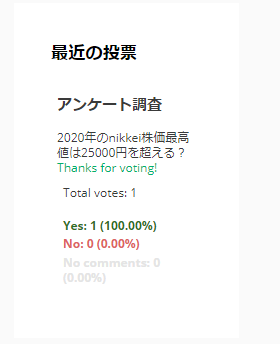 最近の投票
アンケート調査
2020年のnikkei株価最高
値は25000円を超える？
Thanks for voting!
Total votes: 1
Yes: 1 (100.00%)
No: 0 (0.00%)
No comments: 0
(0.00%)